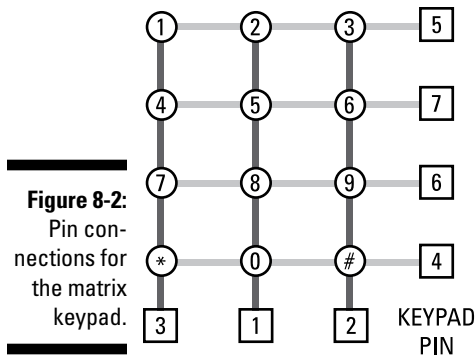 1 2 3 5
4 5 6 7
7 8 9 6
* 0 # 4
3 1 2 KEYPAD
PIN
Figure 8-2:
Pin con-
nections for
the matrix
keypad.